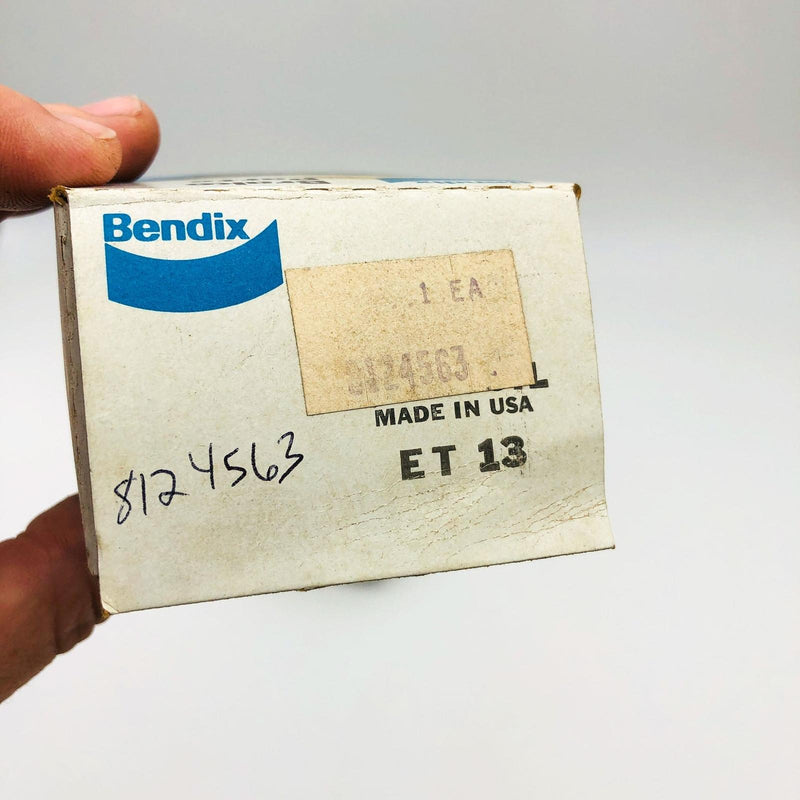 Bendix
1 EA
8124563
MADE IN USA
ET 13
8124563